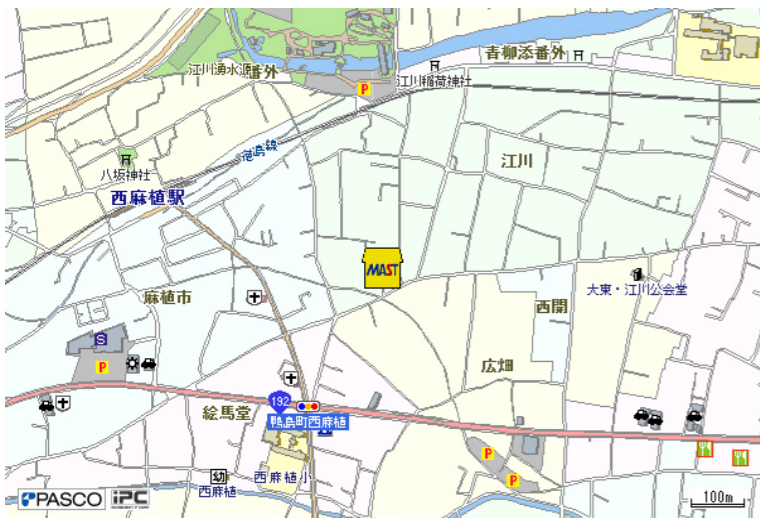 青柳添番外
番外
江川湧水源
江川稲荷神社
P
徳島線
江川
八坂神社
西麻植駅
MAST
大東・江川公会堂
麻植市
西開
S
P
広畑
192
絵馬堂
鴨島町西麻植
P
西麻植小
幼
西麻植
P
PASCO
iPC
100m